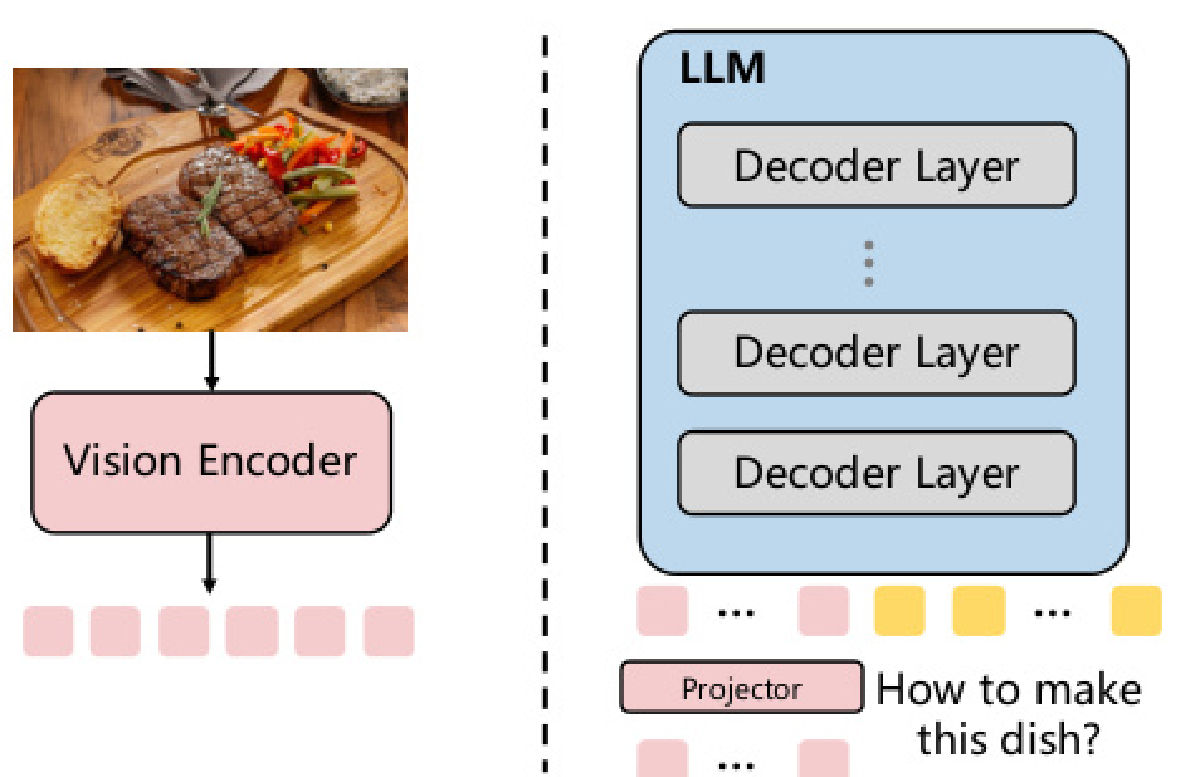 Vision Encoder
LLM
Decoder Layer
Decoder Layer
Decoder Layer
...
...
Projector
How to make
this dish?
...